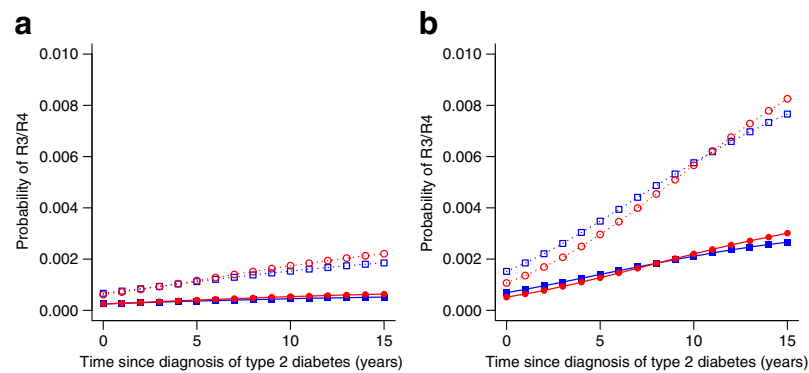 a
0.010
0.008
0.006
0.004
0.002
0.000
Probability of R3/R4
0 5 10 15
Time since diagnosis of type 2 diabetes (years)
b
0.010
0.008
0.006
0.004
0.002
0.000
Probability of R3/R4
0 5 10 15
Time since diagnosis of type 2 diabetes (years)